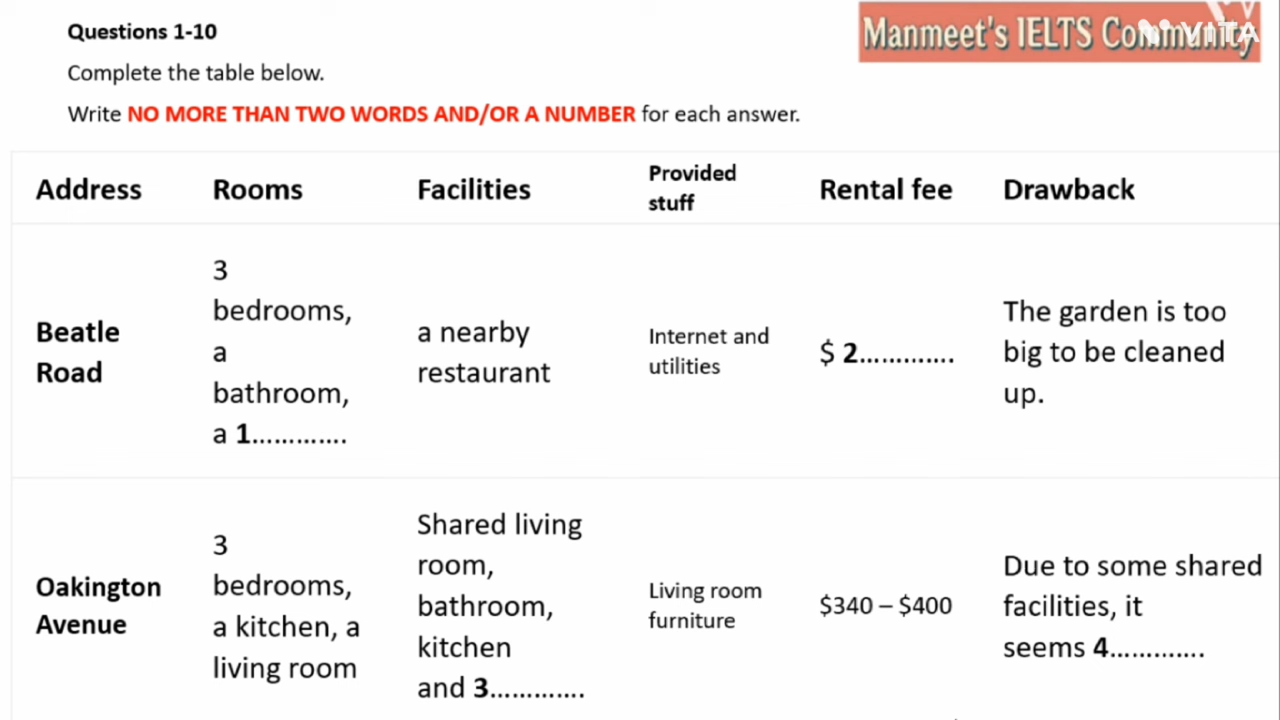 Questions 1-10
Manmeet's IELTS Community
VITA
Complete the table below.
Write NO MORE THAN TWO WORDS AND/OR A NUMBER for each answer.
Address
Rooms
Facilities
Provided
stuff
Rental fee
Drawback
Beatle
Road
3
bedrooms,
a
bathroom,
a 1.............
a nearby
restaurant
Internet and
utilities
$ 2.............
The garden is too
big to be cleaned
up.
Oakington
Avenue
3
bedrooms,
a kitchen, a
living room
Shared living
room,
bathroom,
kitchen
and 3.............
Living room
furniture
$340 – $400
Due to some shared
facilities, it
seems 4.............